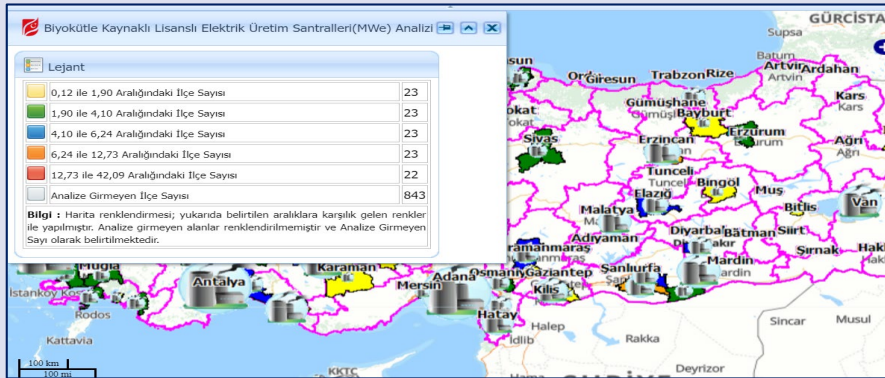 Biyokütle Kaynaklı Lisanslı Elektrik Üretim Santralleri(MWe) Analizi
Lejant
0,12 ile 1,90 Aralığındaki İlçe Sayısı 23
1,90 ile 4,10 Aralığındaki İlçe Sayısı 23
4,10 ile 6,24 Aralığındaki İlçe Sayısı 23
6,24 ile 12,73 Aralığındaki İlçe Sayısı 23
12,73 ile 42,09 Aralığındaki İlçe Sayısı 22
Analize Girmeyen İlçe Sayısı 843
Bilgi : Harita renklendirmesi; yukarıda belirtilen aralıklara karşılık gelen renkler
ile yapılmıştır. Analize girmeyen alanlar renklendirilmemiştir ve Analize Girmeyen
Sayı olarak belirtilmektedir.
GÜRCİSTA
Supsa
Batum
Artvin Ardahan
Artvin
Giresun Trabzon Rize
Kars
Kars
Gümüşhane
Bayburt
Sivas
Erzincan
Erzurum
Ağrı
Ağrı
Tunceli
Tunceli
Bingöl
Elazığ
Muş
Van
Bitlis
Malatya
Adıyaman
Batman Siirt
Şırnak
Mardin
Gaziantep
Şanlıurfa
Kilis
Muğla
Antalya
Karaman
Mersin
Adana
Hatay
İstanköy
Rodos
Kattavia
Halep
İdlib
Rakka
Sincar
Musul
Deyrizor
KKTC
Hama
100 km
100 mi